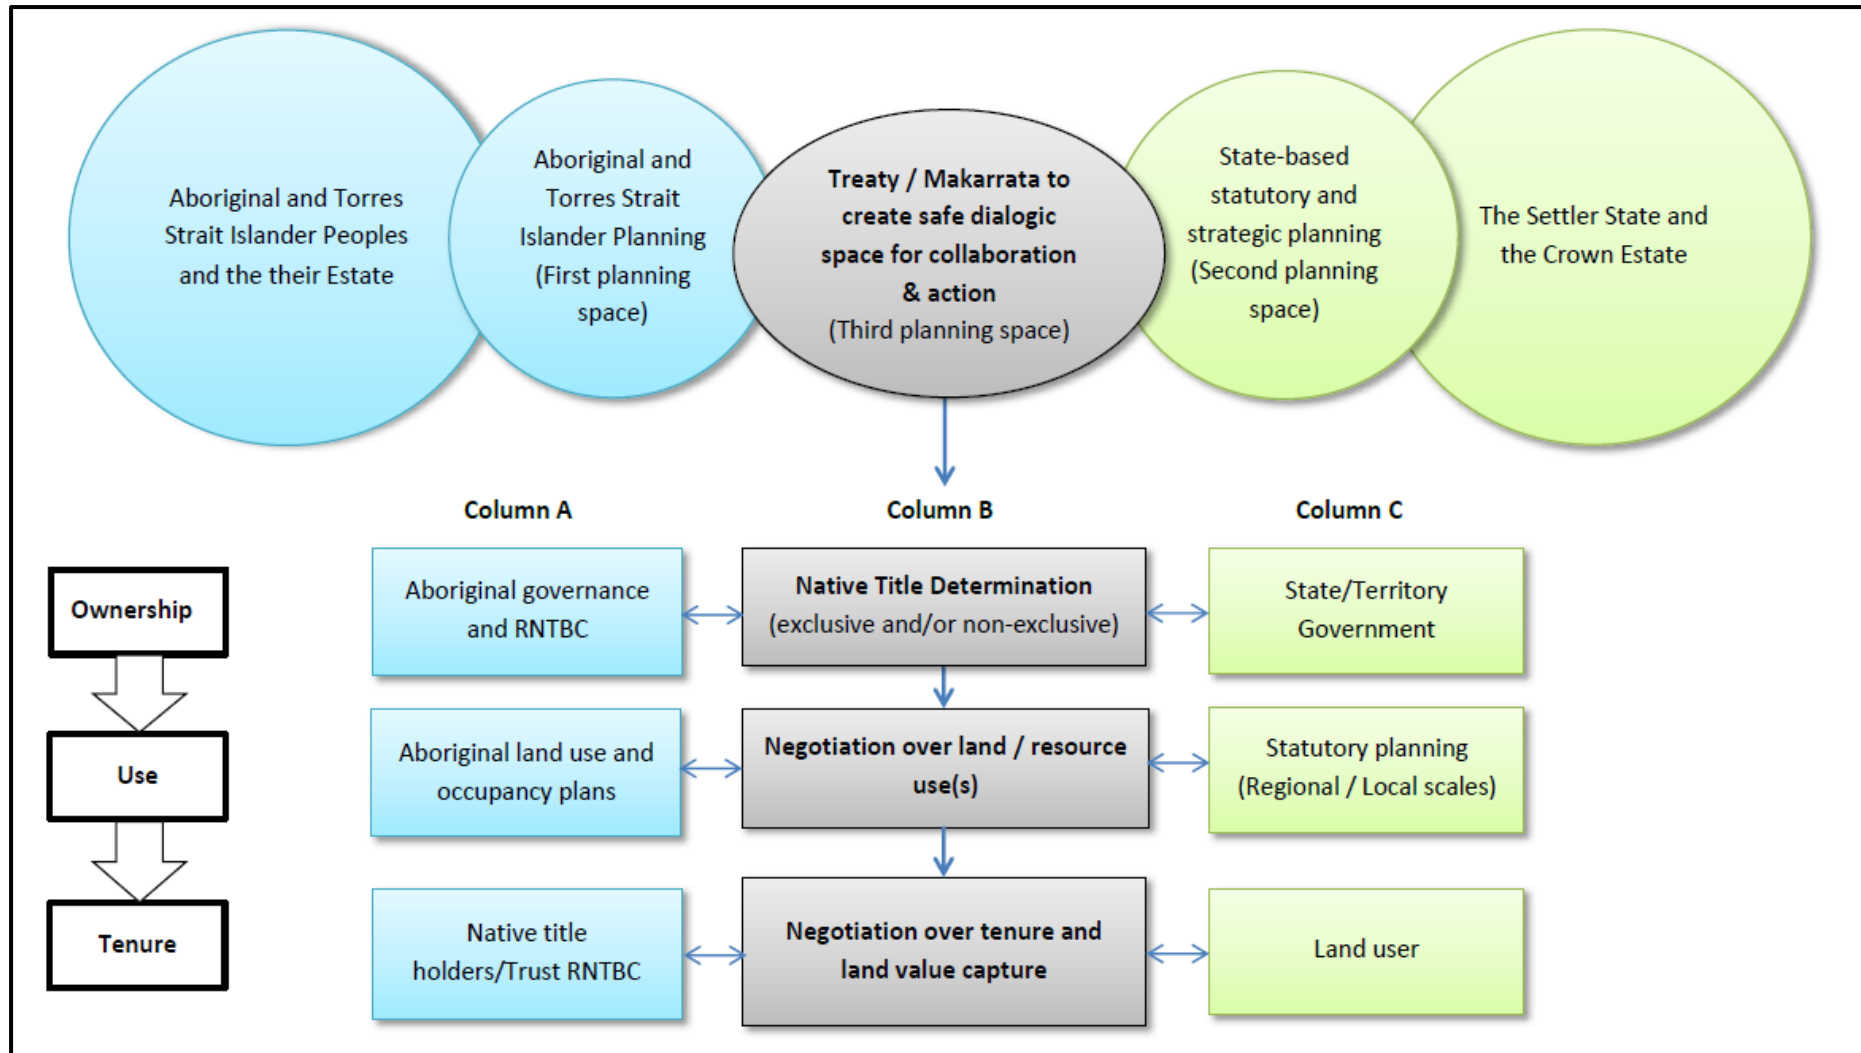 Aboriginal and Torres
Strait Islander Peoples
and the their Estate
Aboriginal and
Torres Strait
Islander Planning
(First planning
space)
Treaty / Makarrata to
create safe dialogic
space for collaboration
& action
(Third planning space)
State-based
statutory and
strategic planning
(Second planning
space)
The Settler State and
the Crown Estate
Column A
Column B
Column C
Ownership
Aboriginal governance
and RNTBC
Native Title Determination
(exclusive and/or non-exclusive)
State/Territory
Government
Use
Aboriginal land use and
occupancy plans
Negotiation over land / resource
use(s)
Statutory planning
(Regional / Local scales)
Tenure
Native title
holders/Trust RNTBC
Negotiation over tenure and
land value capture
Land user